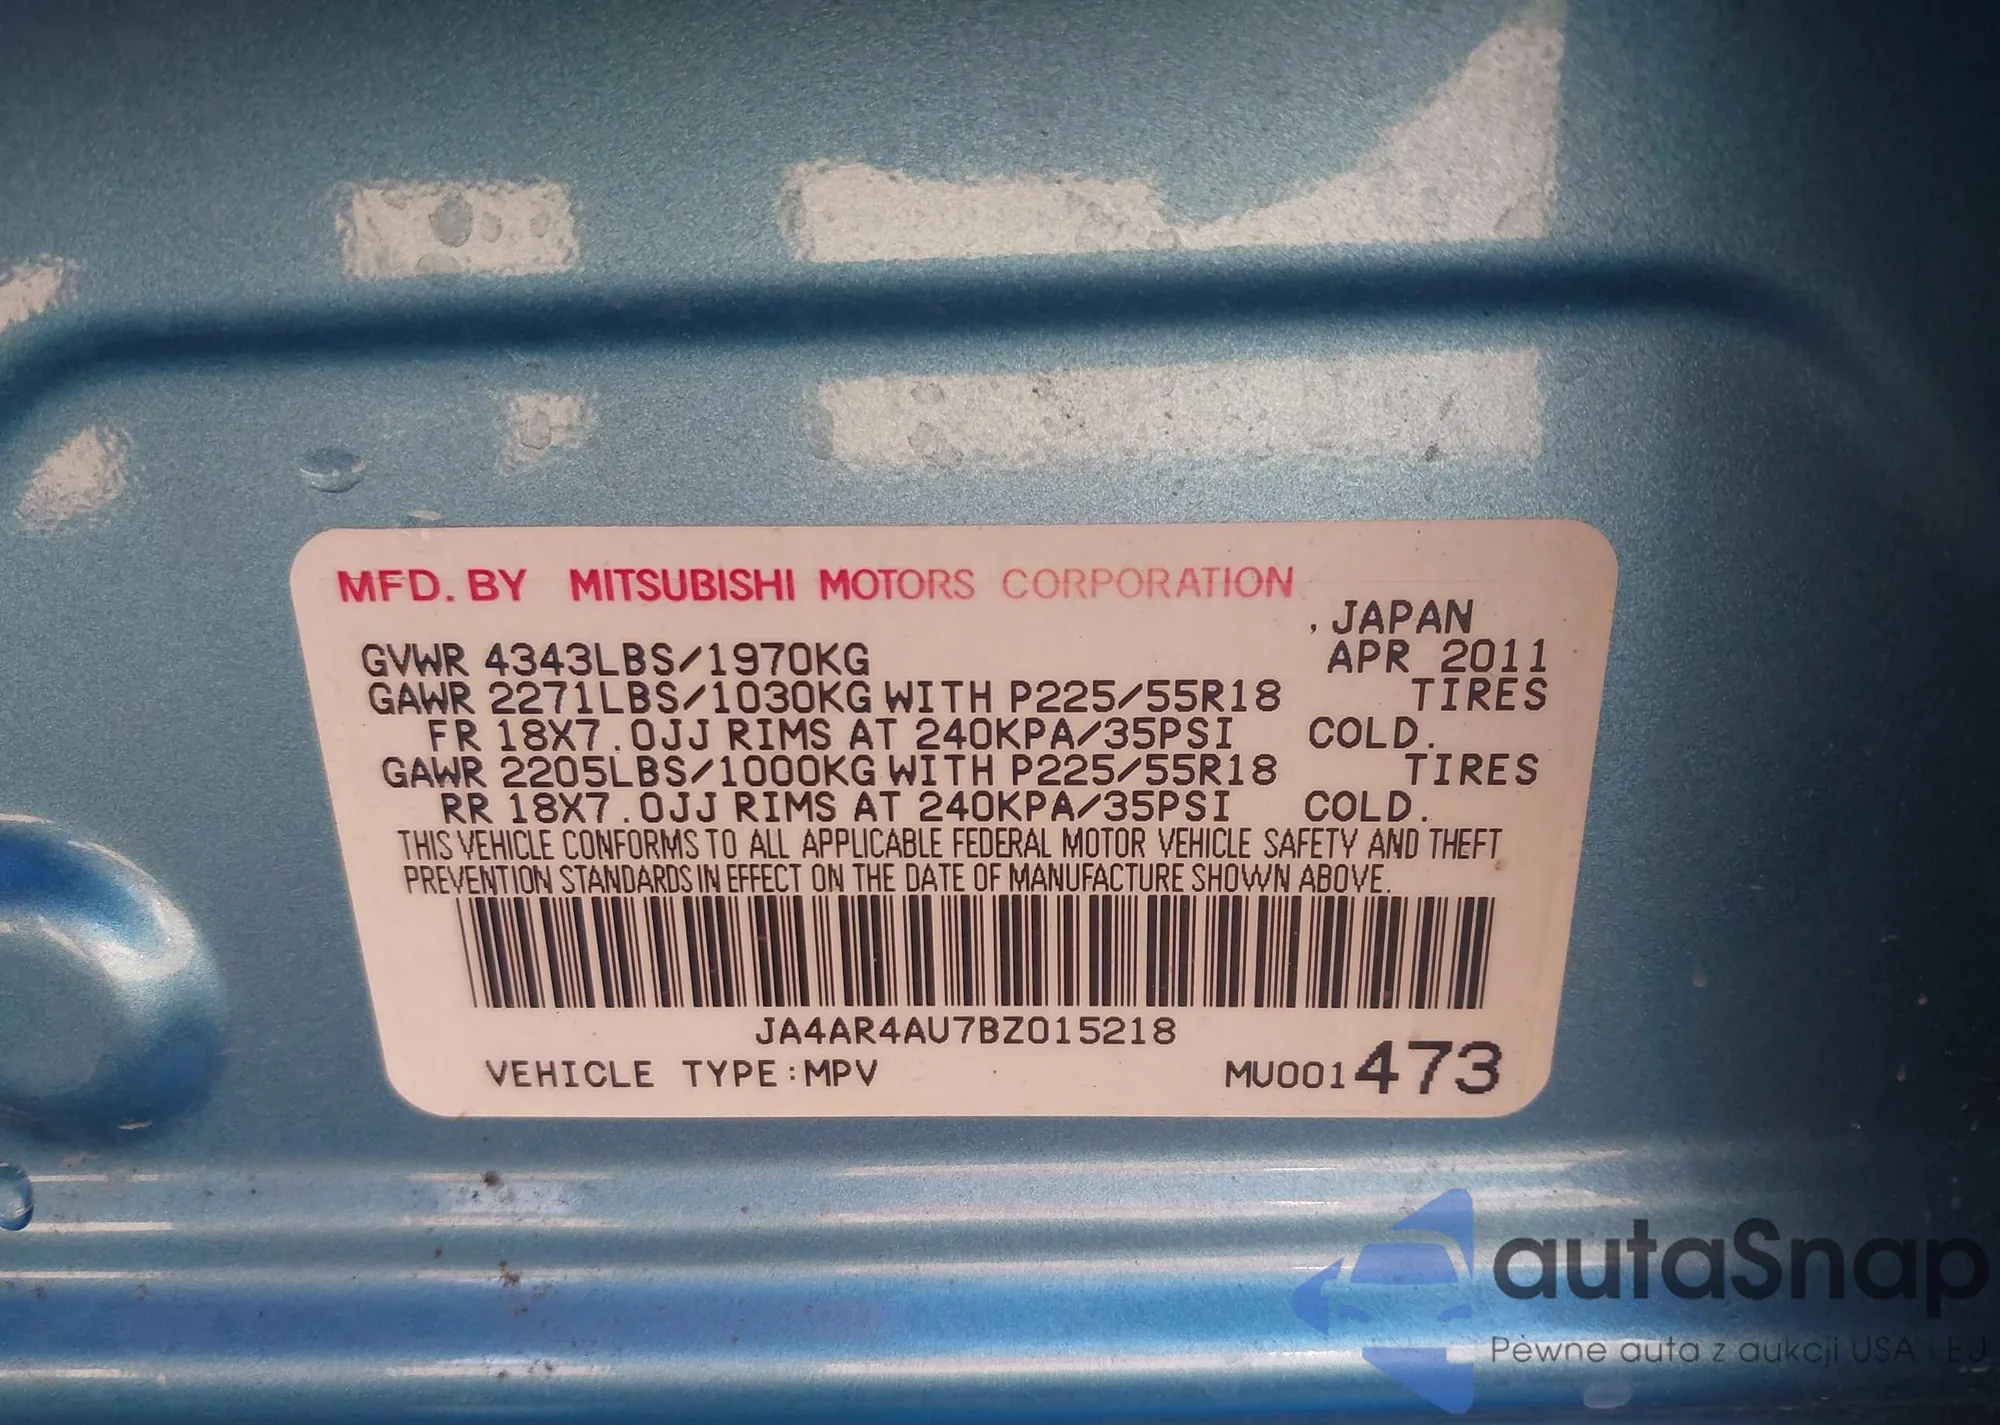 MFD. BY MITSUBISHI MOTORS CORPORATION
, JAPAN
GVWR 4343LBS/1970KG APR 2011
GAWR 2271LBS/1030KG WITH P225/55R18 TIRES
FR 18X7.0JJ RIMS AT 240KPA/35PSI COLD.
GAWR 2205LBS/1000KG WITH P225/55R18 TIRES
RR 18X7.0JJ RIMS AT 240KPA/35PSI COLD.
THIS VEHICLE CONFORMS TO ALL APPLICABLE FEDERAL MOTOR VEHICLE SAFETY AND THEFT
PREVENTION STANDARDS IN EFFECT ON THE DATE OF MANUFACTURE SHOWN ABOVE.
JA4AR4AU7BZ015218
VEHICLE TYPE:MPV MU001473
autaSnap
Pewne auta z aukcji USA i EU